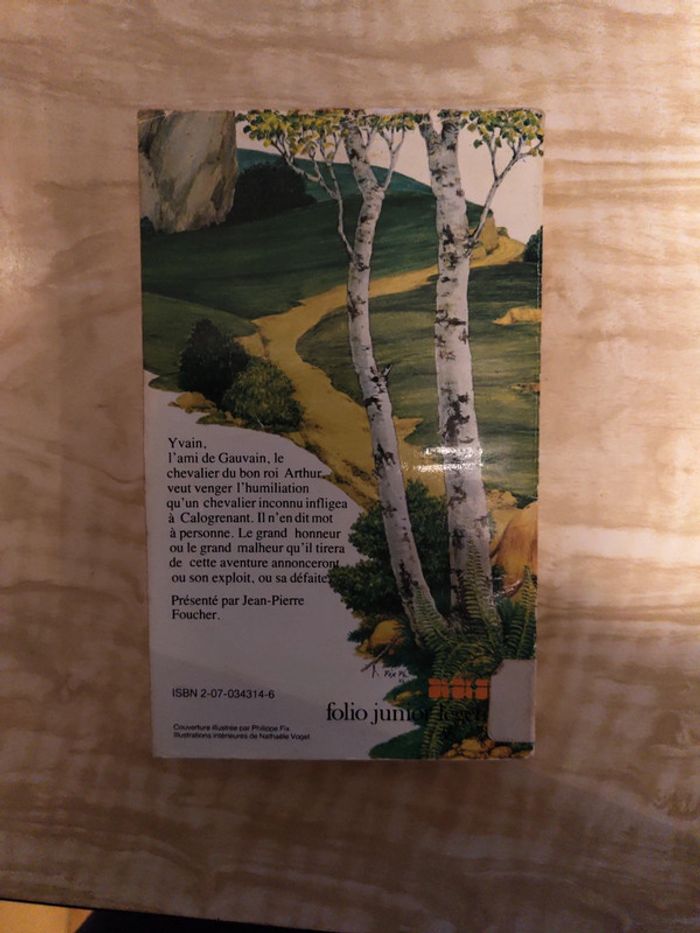 Yvain,
l'ami de Gauvain, le
chevalier du bon roi Arthur
veut venger l'humiliation
qu'un chevalier inconnu infligea
à Calogrenant. Il n'en dit mot
à personne. Le grand honneur
ou le grand malheur qu'il tirera
de cette aventure annonceront
ou son exploit, ou sa défaite.
Présenté par Jean-Pierre
Foucher.
ISBN 2-07-034314-6
folio junior
Couverture illustrée par Philippe Fix
Illustrations intérieures de Nathaële Vogel